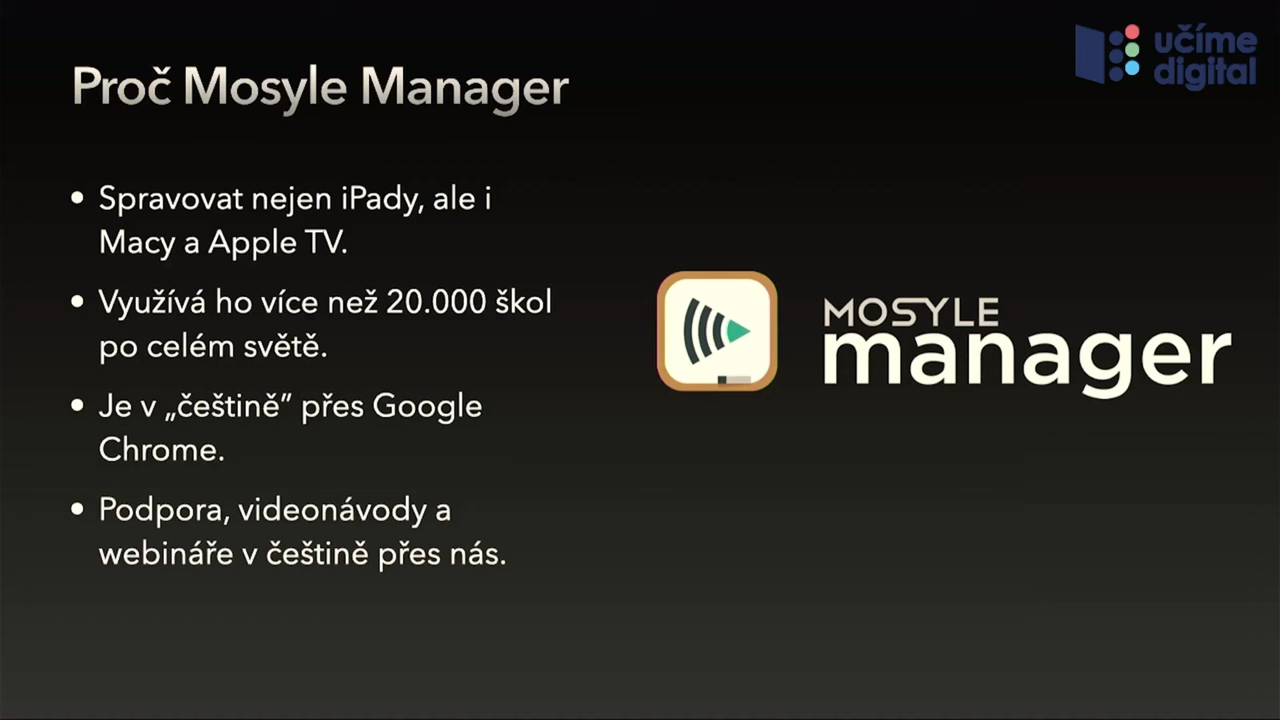 učíme
digital
Proč Mosyle Manager
• Spravovat nejen iPady, ale i
Macy a Apple TV.
• Využívá ho více než 20.000 škol
po celém světě.
• Je v „češtině” přes Google
Chrome.
• Podpora, videonávody a
webináře v češtině přes nás.
MOSYLE
manager